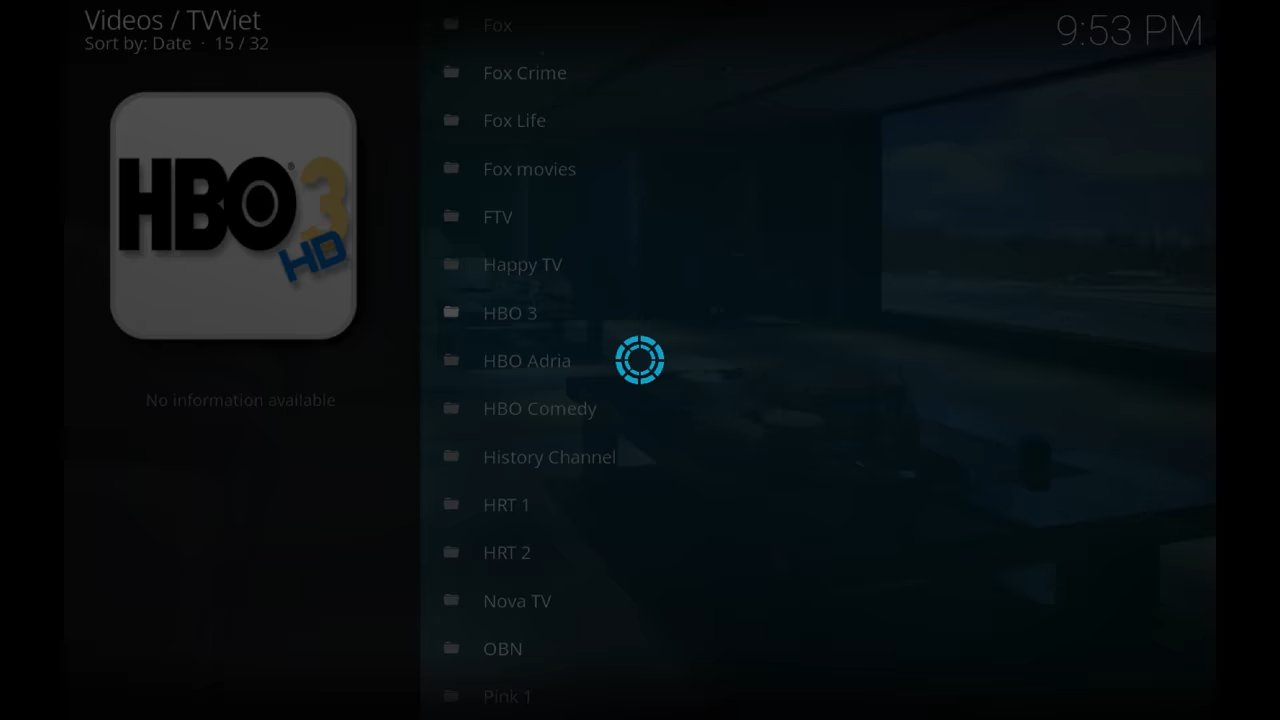 Videos / TVViet
Sort by: Date · 15 / 32
9:53 PM
HBO® 3
HD
No information available
Fox
Fox Crime
Fox Life
Fox movies
FTV
Happy TV
HBO 3
HBO Adria
HBO Comedy
History Channel
HRT 1
HRT 2
Nova TV
OBN
Pink 1